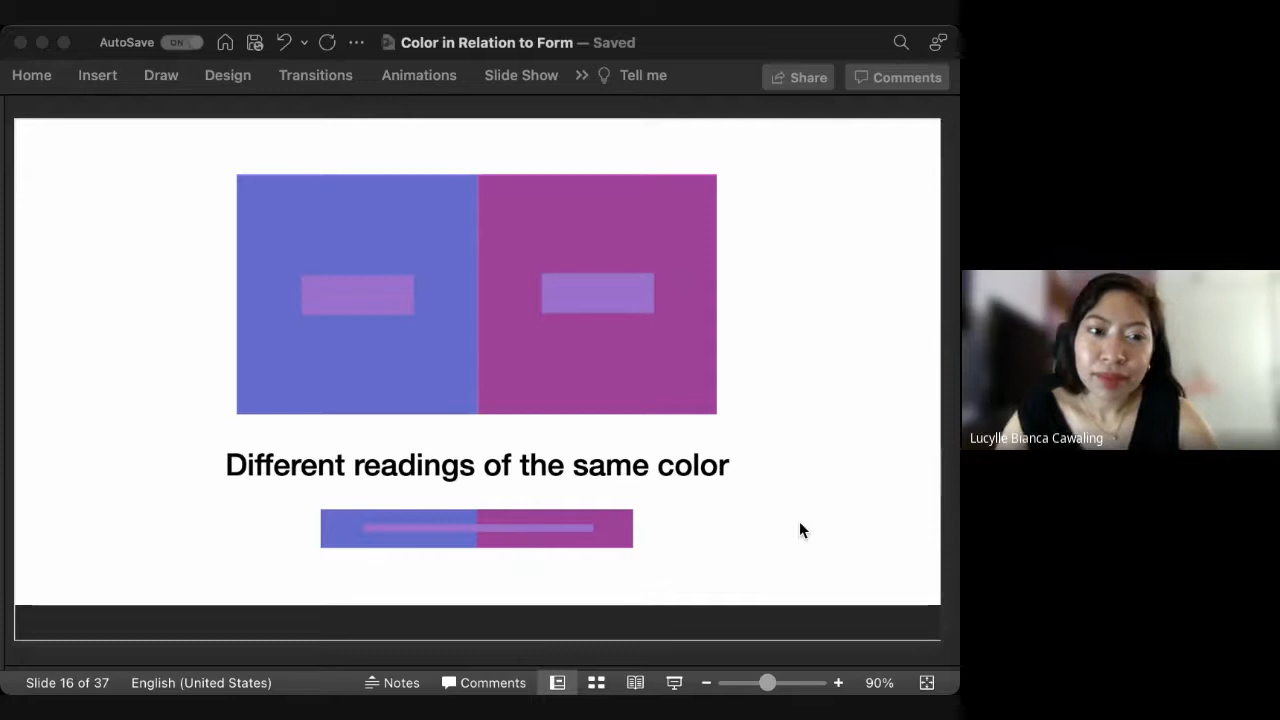 AutoSave ON Color in Relation to Form — Saved
Home Insert Draw Design Transitions Animations Slide Show Tell me Share Comments
Different readings of the same color
Lucylle Bianca Cawaling
Slide 16 of 37 English (United States) Notes Comments 90%